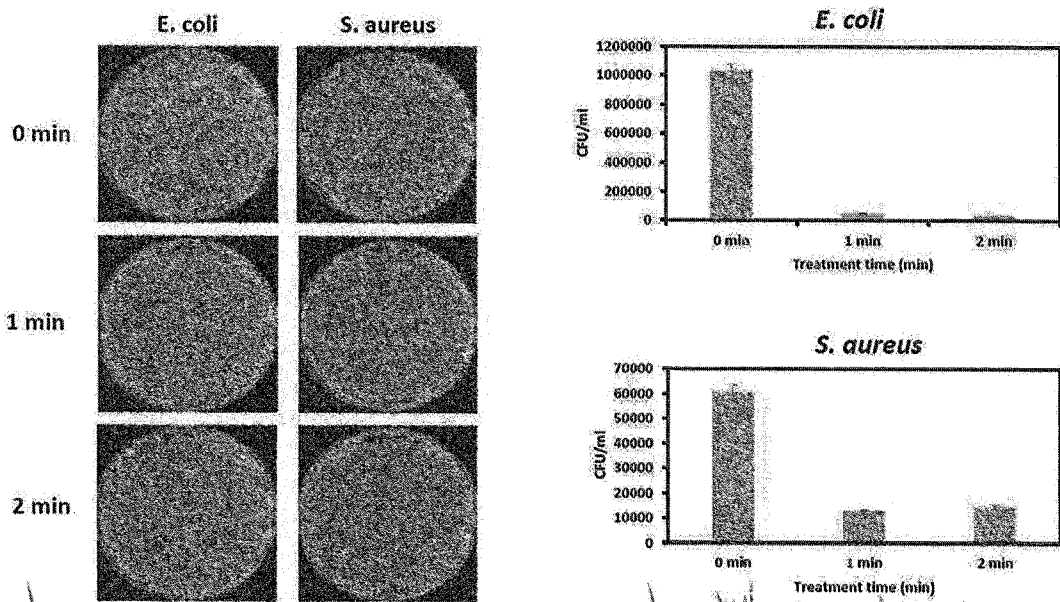 E. coli
S. aureus
0 min
1 min
2 min
E. coli
CFU/ml
1200000
1000000
800000
600000
400000
200000
0
0 min
1 min
2 min
Treatment time (min)
S. aureus
CFU/ml
70000
60000
50000
40000
30000
20000
10000
0
0 min
1 min
2 min
Treatment time (min)